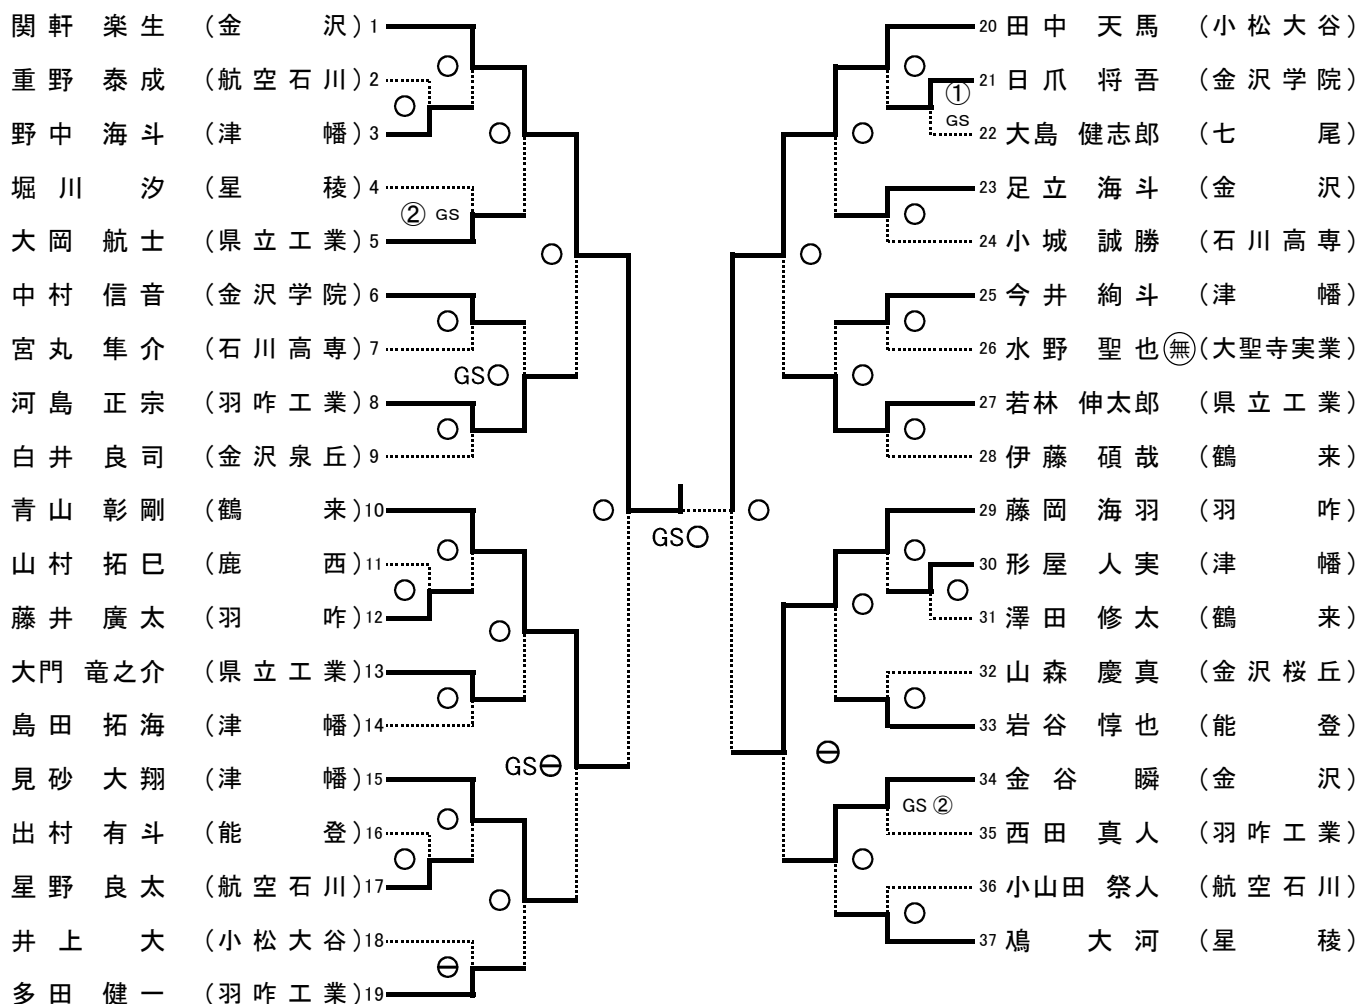 関軒 楽生 (金沢) 1
重野 泰成 (航空石川) 2
野中 海斗 (津幡) 3
堀川 汐 (星稜) 4
② GS
大岡 航士 (県立工業) 5
中村 信音 (金沢学院) 6
宮丸 隼介 (石川高専) 7
GS○
河島 正宗 (羽咋工業) 8
白井 良司 (金沢泉丘) 9
青山 彰剛 (鶴来) 10
山村 拓巳 (鹿西) 11
藤井 廣太 (羽咋) 12
大門 竜之介 (県立工業) 13
島田 拓海 (津幡) 14
GS⊖
見砂 大翔 (津幡) 15
出村 有斗 (能登) 16
星野 良太 (航空石川) 17
井上 大 (小松大谷) 18
⊖
多田 健一 (羽咋工業) 19
GS○
20 田中 天馬 (小松大谷)
21 日爪 将吾 (金沢学院)
①
GS
22 大島 健志郎 (七尾)
23 足立 海斗 (金沢)
24 小城 誠勝 (石川高専)
25 今井 絢斗 (津幡)
26 水野 聖也 ㊒無 (大聖寺実業)
27 若林 伸太郎 (県立工業)
28 伊藤 碩哉 (鶴来)
29 藤岡 海羽 (羽咋)
30 形屋 人実 (津幡)
31 澤田 修太 (鶴来)
32 山森 慶真 (金沢桜丘)
33 岩谷 惇也 (能登)
⊖
34 金谷 瞬 (金沢)
GS ②
35 西田 真人 (羽咋工業)
36 小山田 祭人 (航空石川)
37 鳰 大河 (星稜)